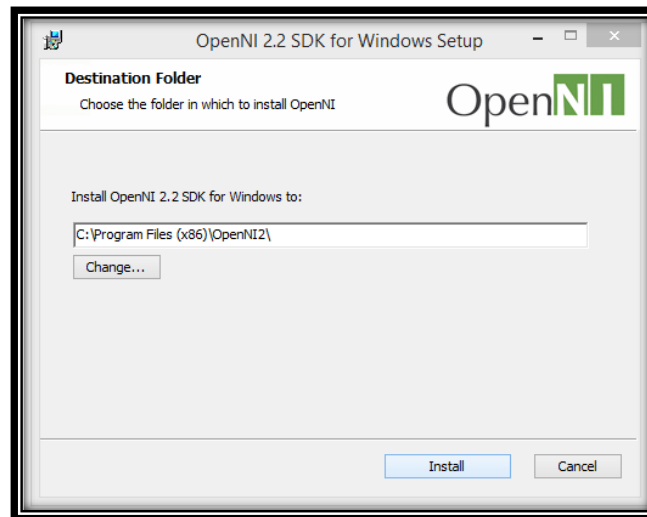 OpenNI 2.2 SDK for Windows Setup
Destination Folder
Choose the folder in which to install OpenNI
OpenNI
Install OpenNI 2.2 SDK for Windows to:
C:\Program Files (x86)\OpenNI2\
Change...
Install
Cancel